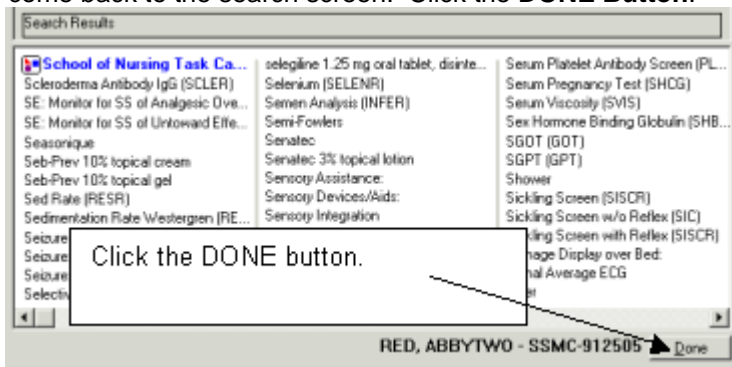 come back to the search screen. Click the DONE Button.
Search Results
School of Nursing Task Ca...
Scleroderma Antibody IgG (SCLER)
SE: Monitor for SS of Analgesic Ove...
SE: Monitor for SS of Untoward Effe...
Seasonique
Seb-Prev 10% topical cream
Seb-Prev 10% topical gel
Sed Rate (RESR)
Sedimentation Rate Westergren (RE...
Seizure
Seizure
Seizure
Selectiv
selegiline 1.25 mg oral tablet, disinte...
Selenium (SELENR)
Semen Analysis (INFER)
Semi-Fowlers
Senatec
Senatec 3% topical lotion
Sensory Assistance:
Sensory Devices/Aids:
Sensory Integration
Serum Platelet Antibody Screen (PL...
Serum Pregnancy Test (SHCG)
Serum Viscosity (SVIS)
Sex Hormone Binding Globulin (SHB...
SGOT (GOT)
SGPT (GPT)
Shower
Sickling Screen (SISCR)
Sickling Screen w/o Reflex (SIC)
kling Screen with Reflex (SISCR)
nage Display over Bed:
nal Average ECG
Click the DONE button.
RED, ABBYTWO - SSMC-912505
Done